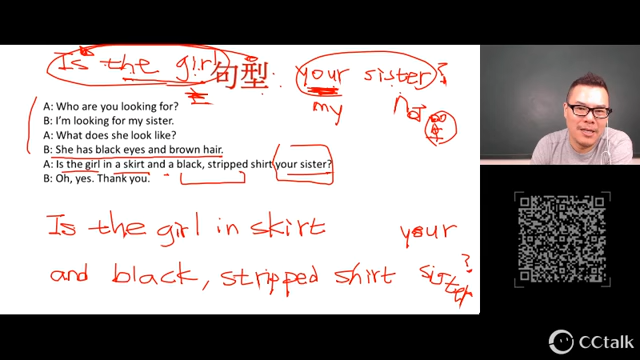 Is the girl 句型 your sister?
my
A: Who are you looking for?
B: I'm looking for my sister.
A: What does she look like?
B: She has black eyes and brown hair.
A: Is the girl in a skirt and a black, stripped shirt your sister?
B: Oh, yes. Thank you.
Is the girl in skirt your
and black, stripped shirt sister?
CCtalk